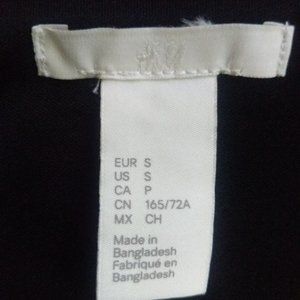 EUR S
US S
CA P
CN 165/72A
MX CH
Made in
Bangladesh
Fabriqué en
Bangladesh